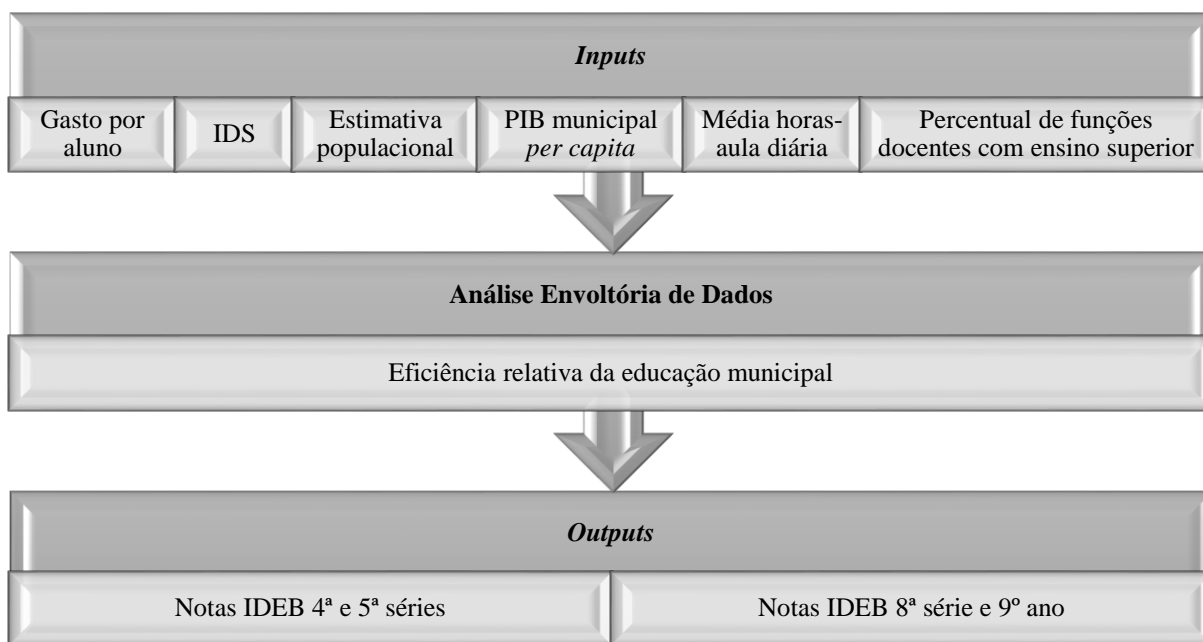 Inputs
Gasto por
aluno
IDS
Estimativa
populacional
PIB municipal
per capita
Média horas-
aula diária
Percentual de funções
docentes com ensino superior
Análise Envoltória de Dados
Eficiência relativa da educação municipal
Outputs
Notas IDEB 4ª e 5ª séries
Notas IDEB 8ª série e 9º ano